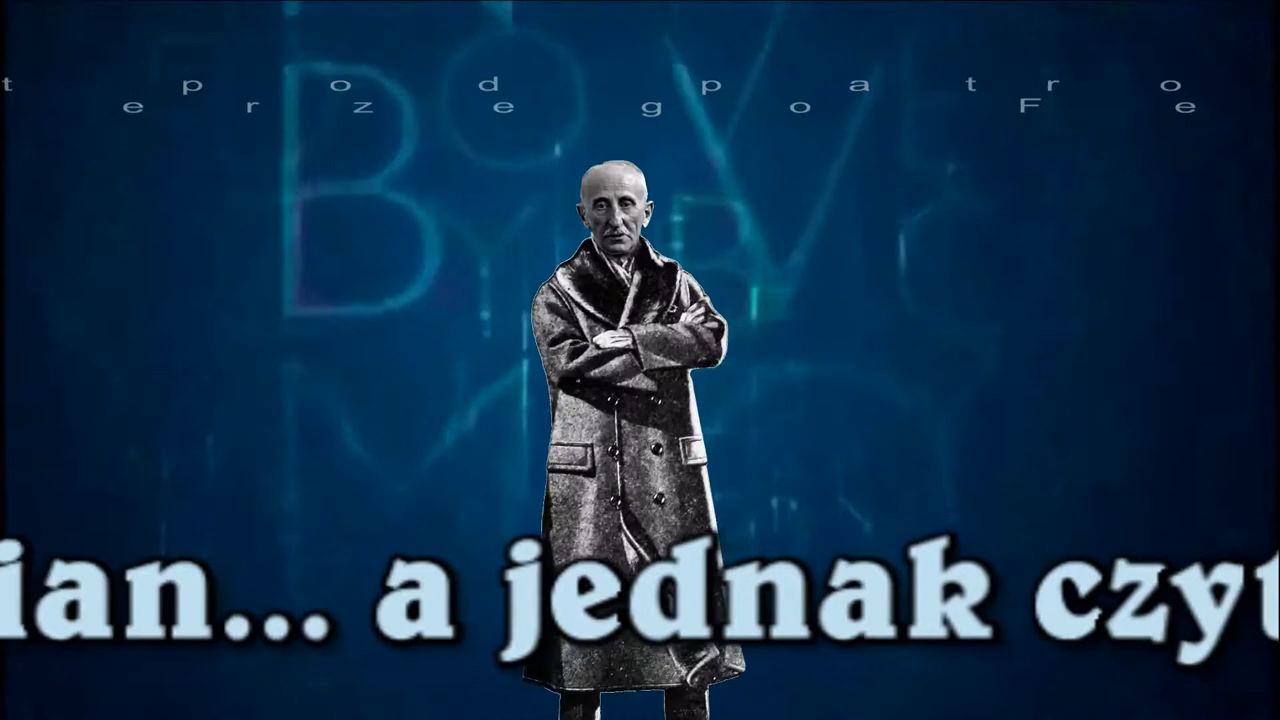 t p o d p a t r o
e r z e g o F e
ian... a jednak czyt